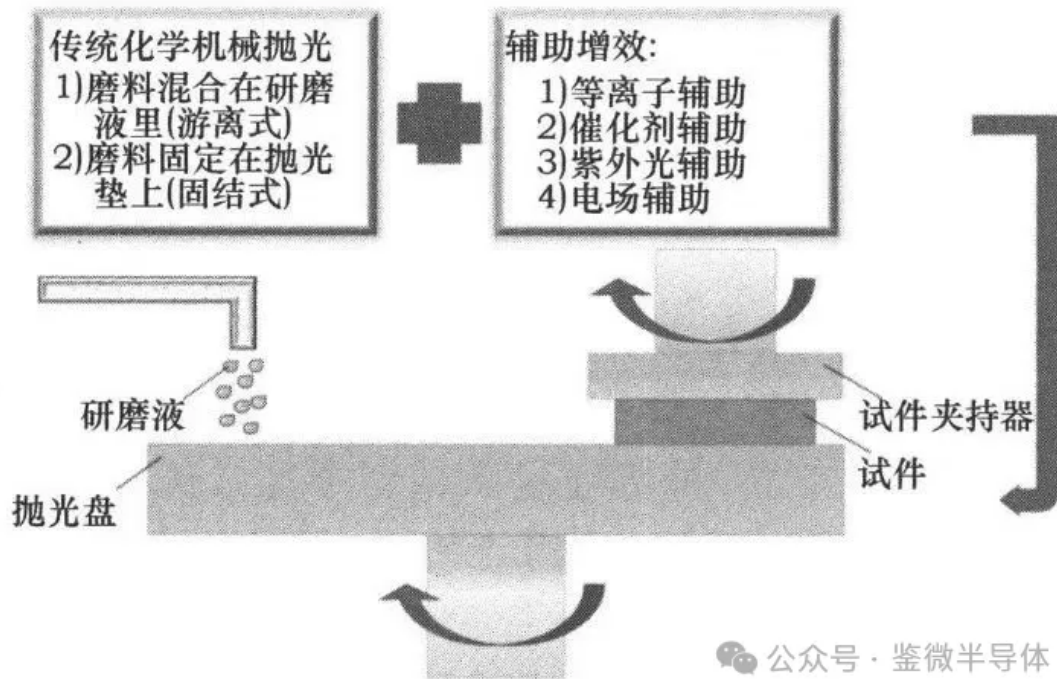 传统化学机械抛光
1)磨料混合在研磨
液里(游离式)
2)磨料固定在抛光
垫上(固结式)
辅助增效:
1)等离子辅助
2)催化剂辅助
3)紫外光辅助
4)电场辅助
研磨液
试件夹持器
试件
抛光盘
公众号·鉴微半导体